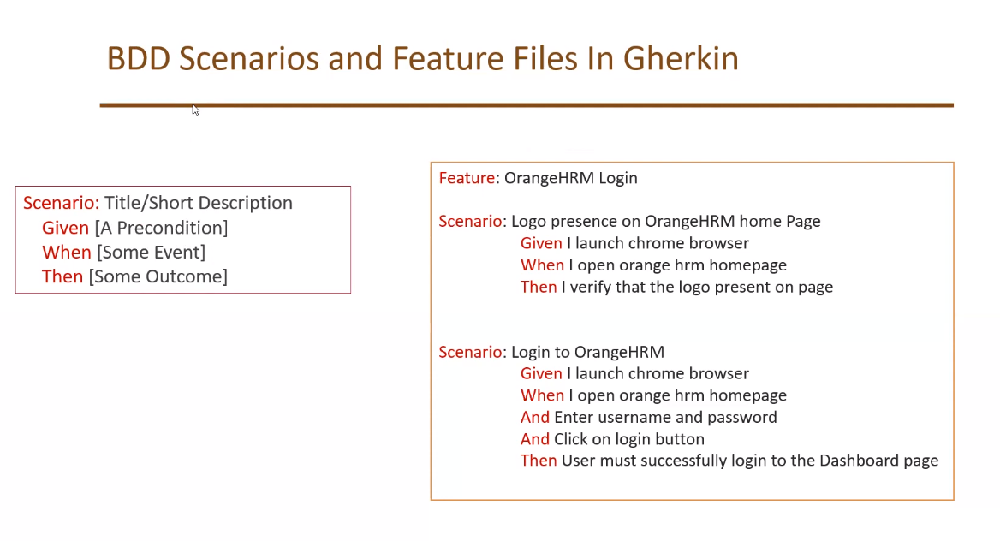 BDD Scenarios and Feature Files In Gherkin
Scenario: Title/Short Description
Given [A Precondition]
When [Some Event]
Then [Some Outcome]
Feature: OrangeHRM Login
Scenario: Logo presence on OrangeHRM home Page
Given I launch chrome browser
When I open orange hrm homepage
Then I verify that the logo present on page
Scenario: Login to OrangeHRM
Given I launch chrome browser
When I open orange hrm homepage
And Enter username and password
And Click on login button
Then User must successfully login to the Dashboard page